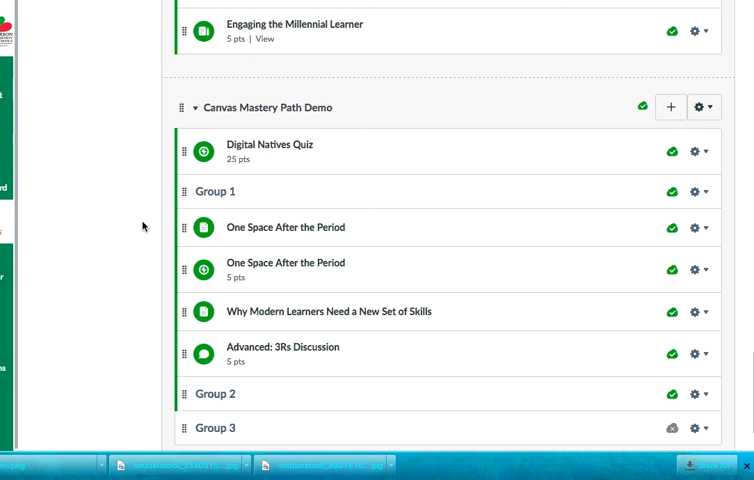 Engaging the Millennial Learner
5 pts | View
Canvas Mastery Path Demo
Digital Natives Quiz
25 pts
Group 1
One Space After the Period
One Space After the Period
5 pts
Why Modern Learners Need a New Set of Skills
Advanced: 3Rs Discussion
5 pts
Group 2
Group 3